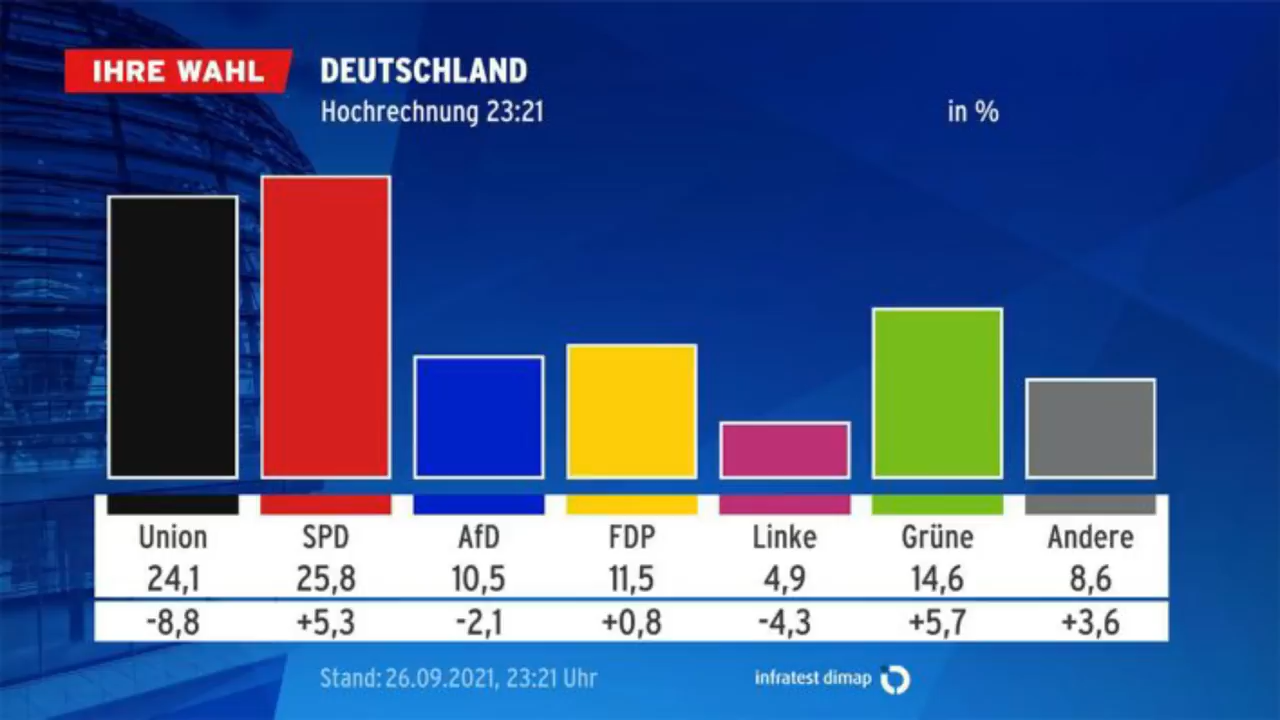 IHRE WAHL
DEUTSCHLAND
Hochrechnung 23:21
in %
Union SPD AfD FDP Linke Grüne Andere
24,1 25,8 10,5 11,5 4,9 14,6 8,6
-8,8 +5,3 -2,1 +0,8 -4,3 +5,7 +3,6
Stand: 26.09.2021, 23:21 Uhr
infratest dimap